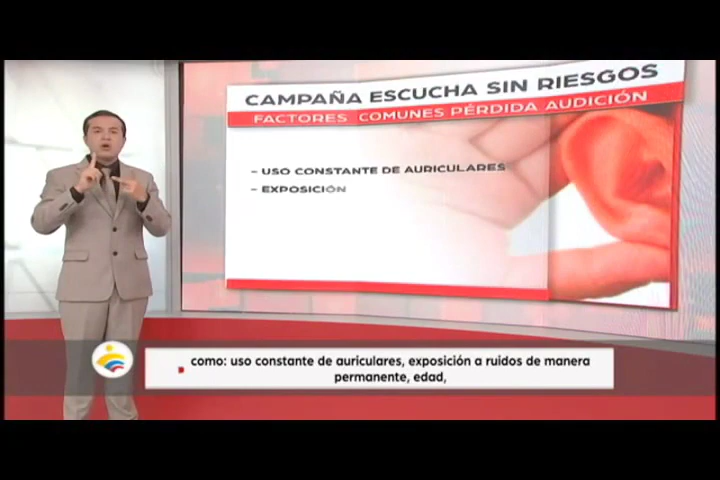 CAMPAÑA ESCUCHA SIN RIESGOS
FACTORES COMUNES PÉRDIDA AUDICIÓN
- USO CONSTANTE DE AURICULARES
- EXPOSICIÓN
como: uso constante de auriculares, exposición a ruidos de manera
permanente, edad,